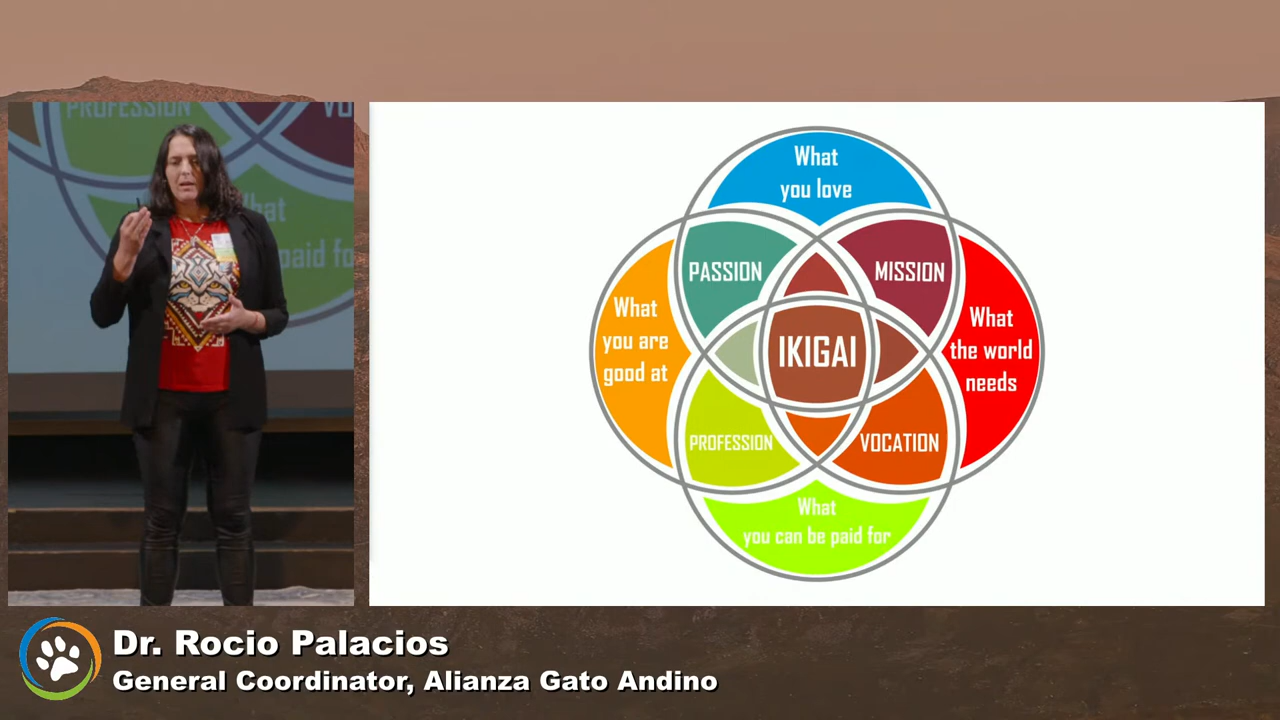 PROFESSION
VO
What
paid for
What
you love
PASSION
MISSION
What
you are
good at
IKIGAI
What
the world
needs
PROFESSION
VOCATION
What
you can be paid for
Dr. Rocio Palacios
General Coordinator, Alianza Gato Andino